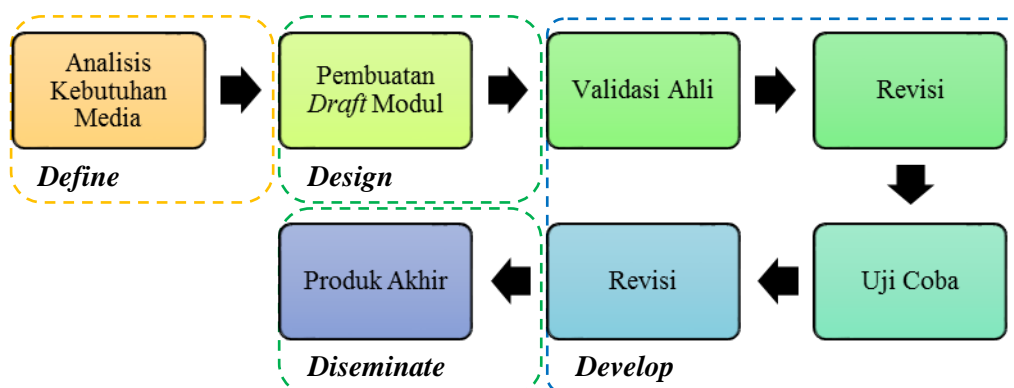 Analisis
Kebutuhan
Media
Pembuatan
Draft Modul
Validasi Ahli
Revisi
Define
Design
Produk Akhir
Revisi
Uji Coba
Diseminate
Develop